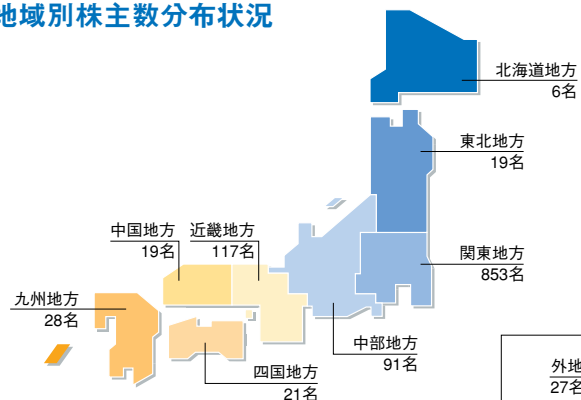 地域別株主数分布状況
北海道地方
6名
東北地方
19名
中国地方
19名
近畿地方
117名
関東地方
853名
九州地方
28名
中部地方
91名
四国地方
21名
外地
27名